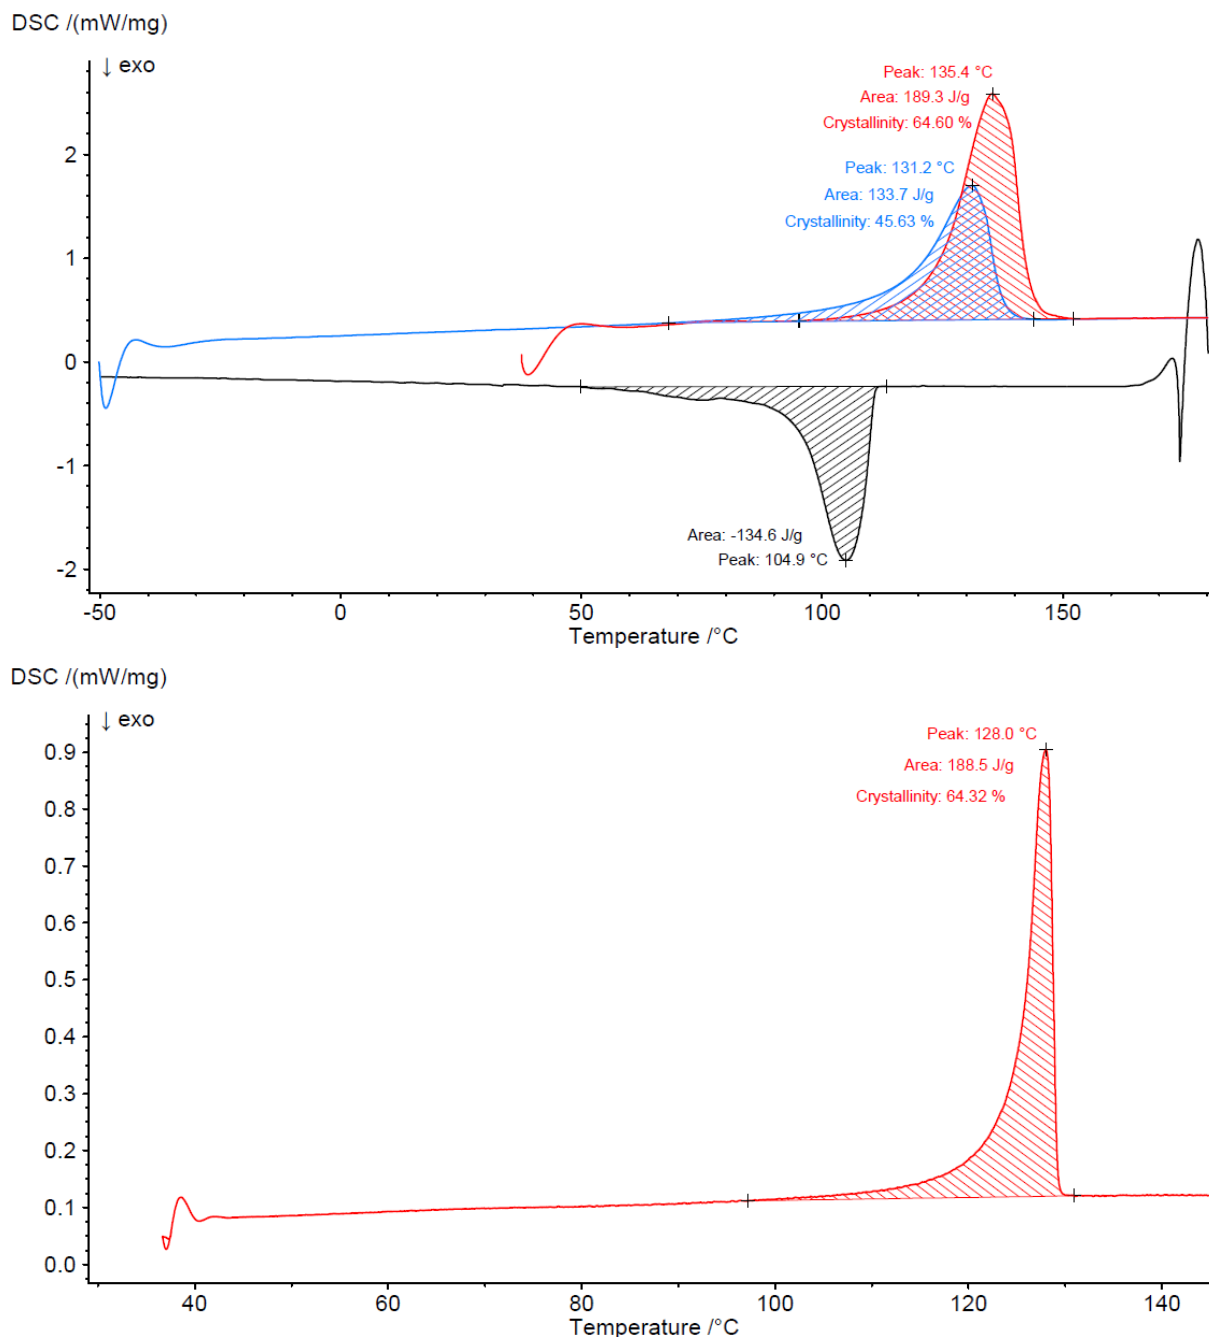 DSC /(mW/mg)
↓ exo
Peak: 135.4 °C
Area: 189.3 J/g
Crystallinity: 64.60 %
Peak: 131.2 °C
Area: 133.7 J/g
Crystallinity: 45.63 %
2
1
0
-1
-2
Area: -134.6 J/g
Peak: 104.9 °C
-50 0 50 100 150
Temperature /°C
DSC /(mW/mg)
↓ exo
Peak: 128.0 °C
Area: 188.5 J/g
Crystallinity: 64.32 %
0.9
0.8
0.7
0.6
0.5
0.4
0.3
0.2
0.1
0.0
40 60 80 100 120 140
Temperature /°C